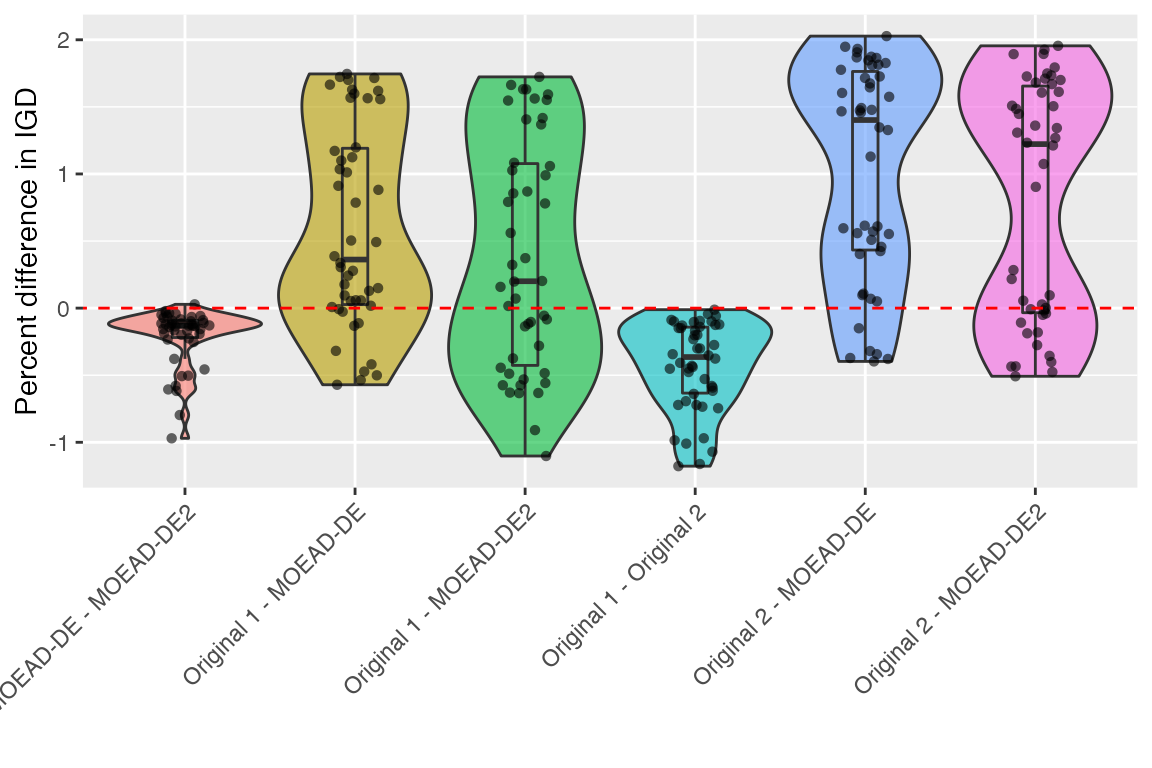 Percent difference in IGD
2
1
0
-1
MOEAD-DE - MOEAD-DE2
Original 1 - MOEAD-DE
Original 1 - MOEAD-DE2
Original 1 - Original 2
Original 2 - MOEAD-DE
Original 2 - MOEAD-DE2